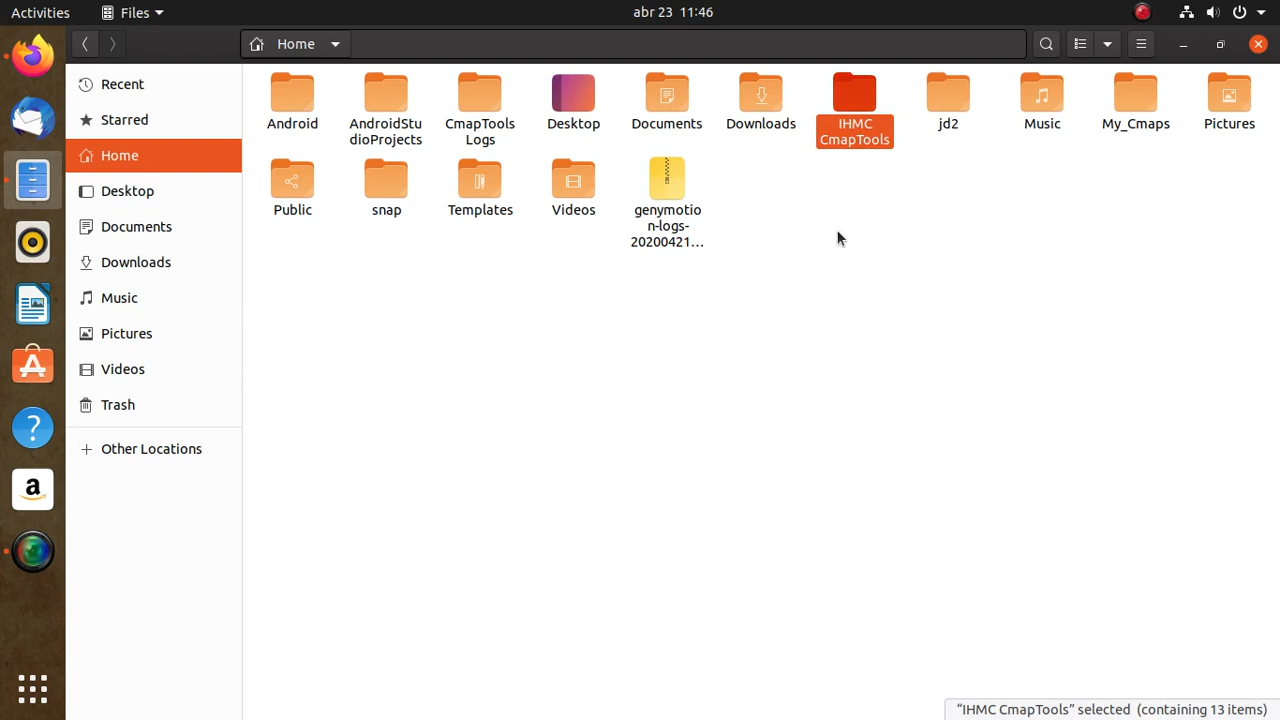 Activities
Files
abr 23 11:46
Home
Recent
Starred
Home
Desktop
Documents
Downloads
Music
Pictures
Videos
Trash
Other Locations
Android
AndroidStu
dioProjects
CmapTools
Logs
Desktop
Documents
Downloads
IHMC
CmapTools
jd2
Music
My_Cmaps
Pictures
Public
snap
Templates
Videos
genymotio
n-logs-
20200421...
a
"IHMC CmapTools" selected (containing 13 items)